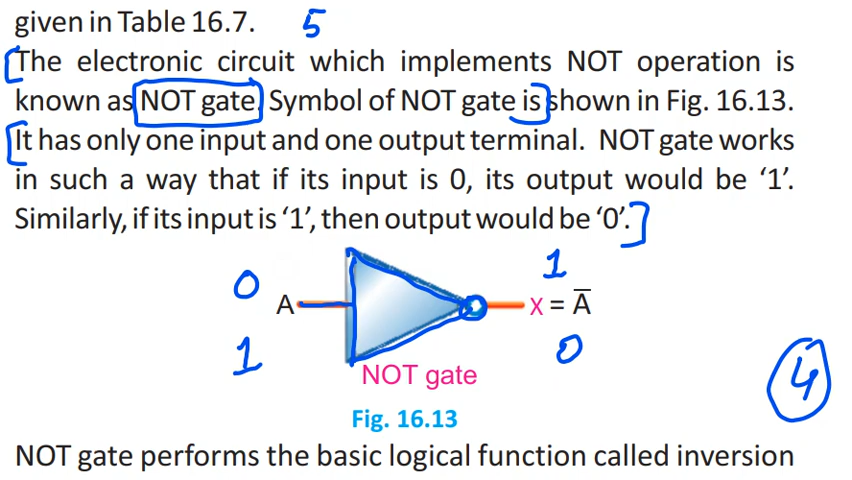 given in Table 16.7. 5
The electronic circuit which implements NOT operation is
known as NOT gate. Symbol of NOT gate is shown in Fig. 16.13.
It has only one input and one output terminal. NOT gate works
in such a way that if its input is 0, its output would be ‘1’.
Similarly, if its input is ‘1’, then output would be ‘0’.
0 1
A X = A̅
1 0
4
NOT gate
Fig. 16.13
NOT gate performs the basic logical function called inversion